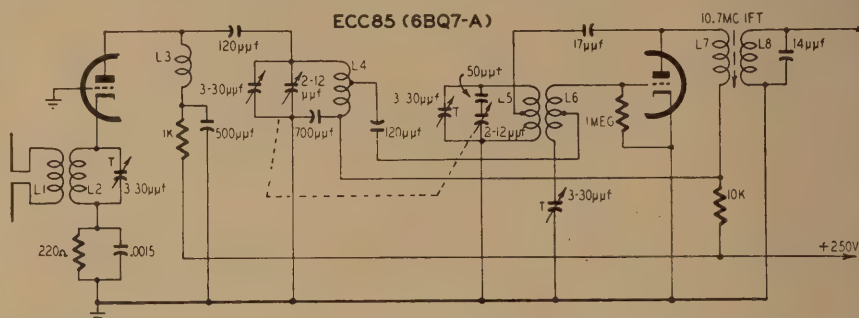 ECC85 (6BQ7-A)
10.7MC IFT
120µµf
17µµf
L3
L4
L7
L8
14µµf
3-30µµf
2-12
µµf
50µµf
3-30µµf
T
L5
L6
1K
500µµf
700µµf
120µµf
2-12µµf
1MEG
L1
L2
T
3-30µµf
T
3-30µµf
10K
220Ω
.0015
+250V